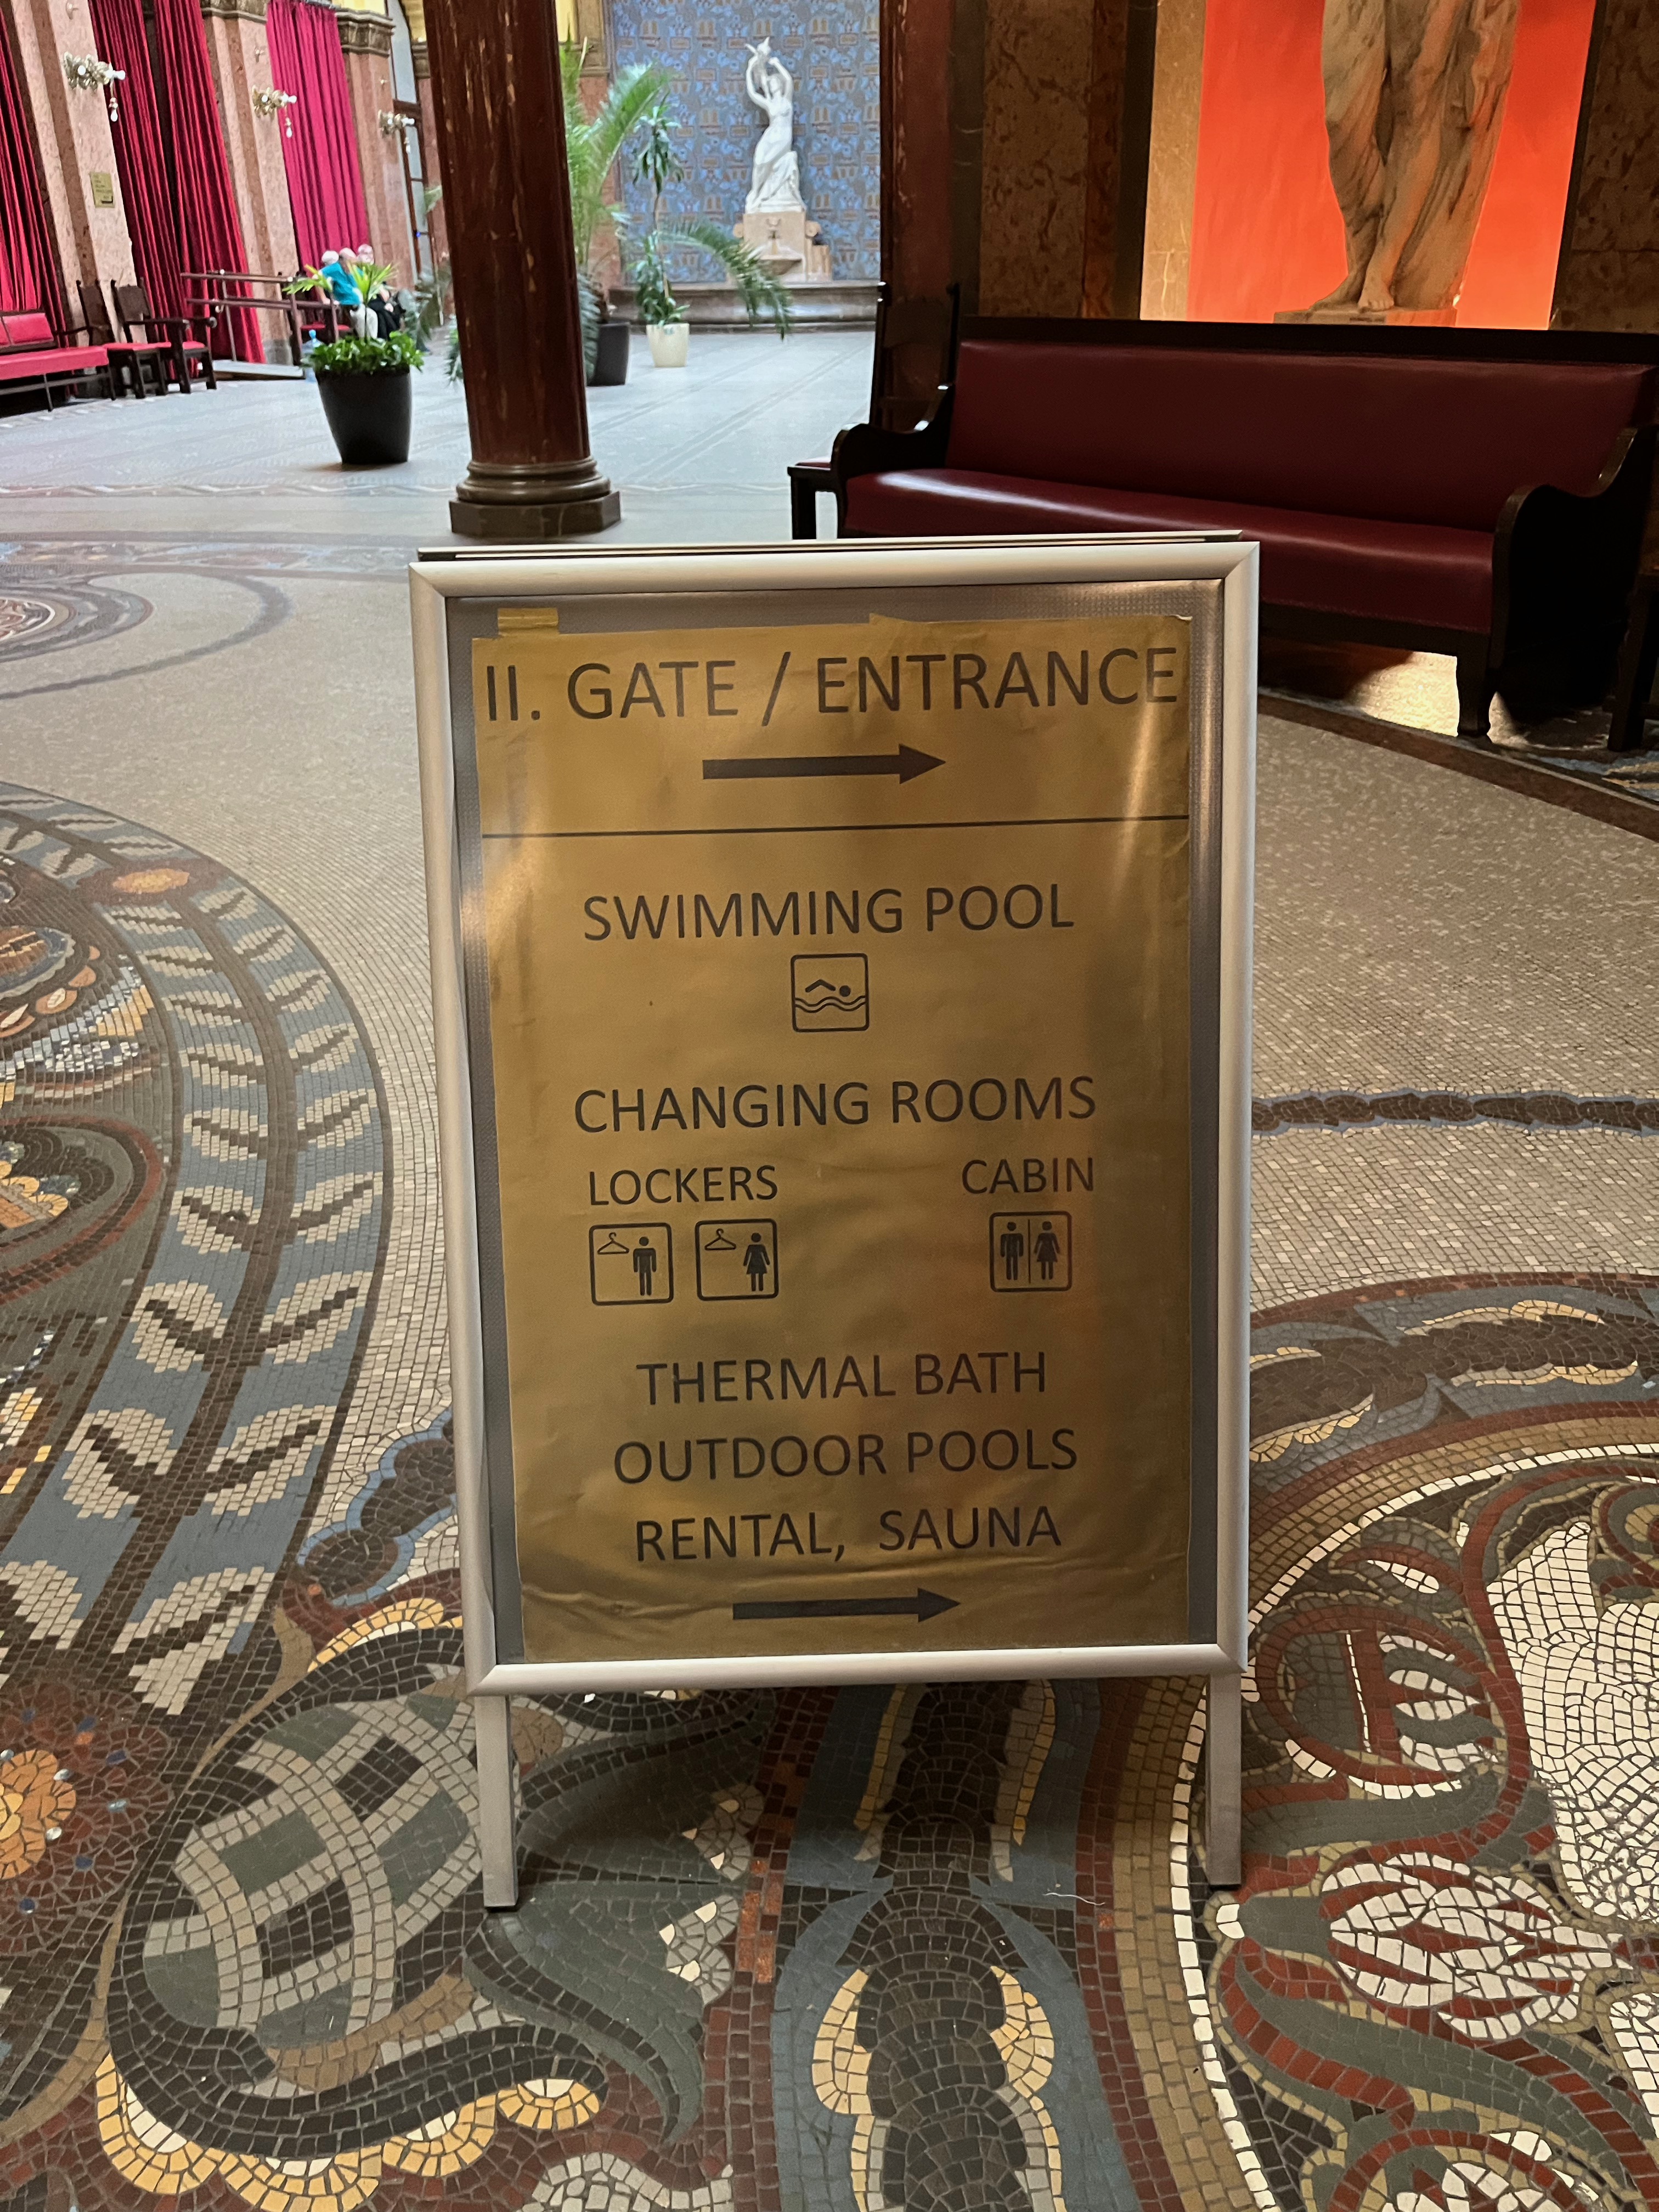 II. GATE / ENTRANCE
SWIMMING POOL
CHANGING ROOMS
LOCKERS CABIN
THERMAL BATH
OUTDOOR POOLS
RENTAL, SAUNA